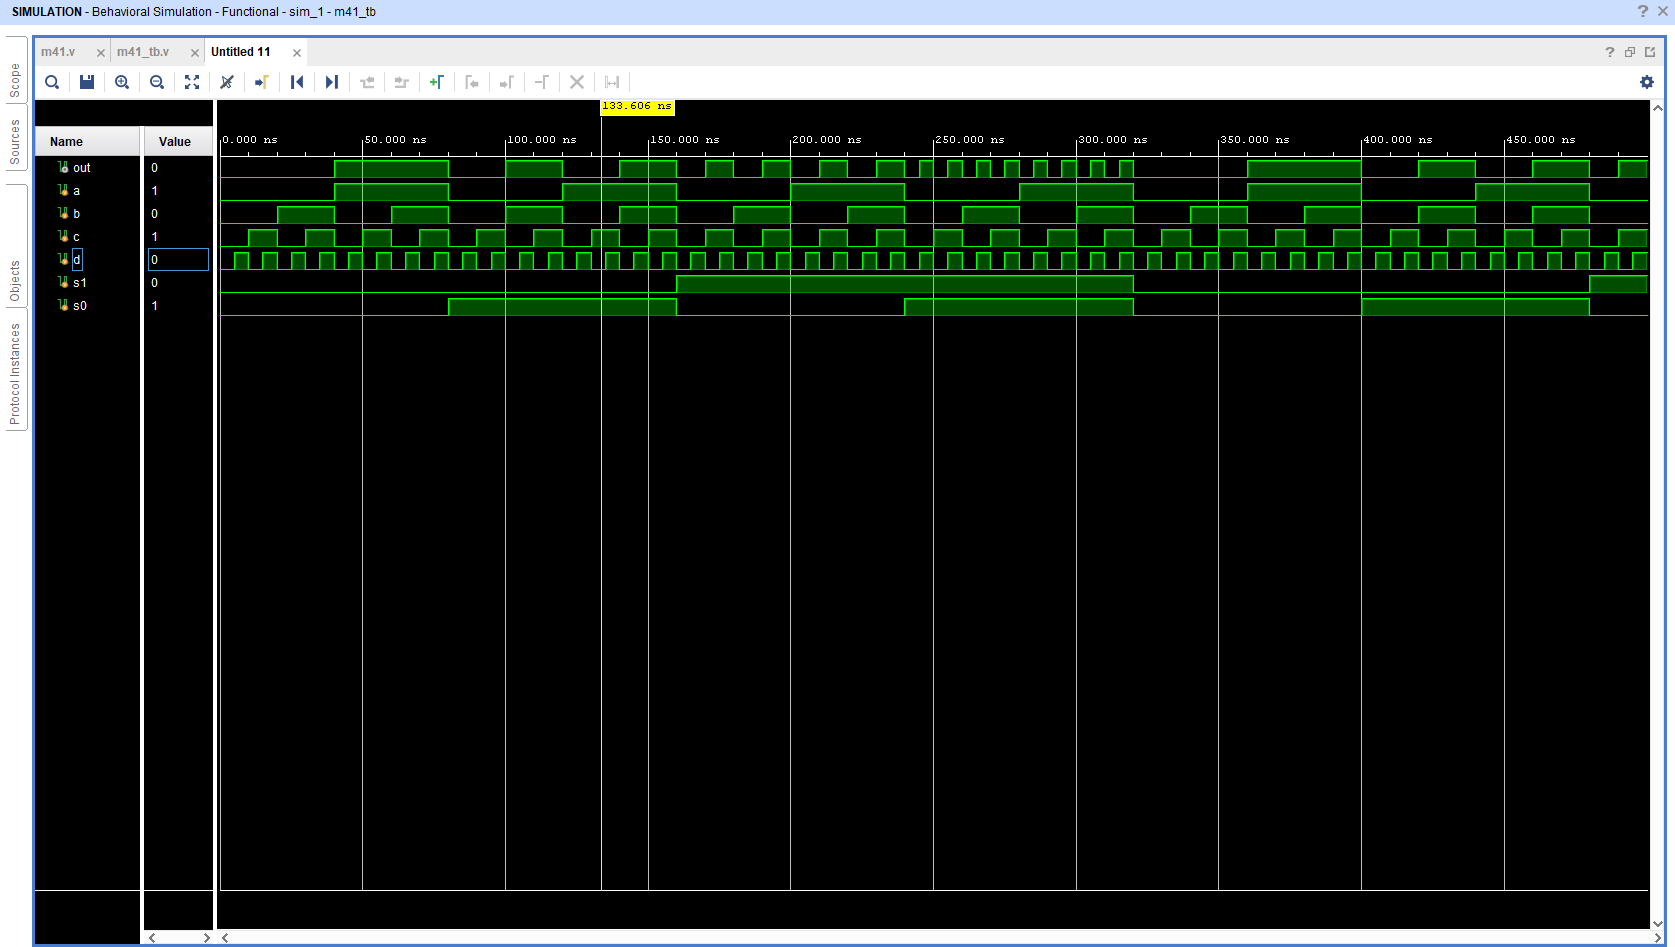 SIMULATION - Behavioral Simulation - Functional - sim_1 - m41_tb
m41.v
m41_tb.v
Untitled 11
133.606 ns
Name
Value
0.000 ns
50.000 ns
100.000 ns
150.000 ns
200.000 ns
250.000 ns
300.000 ns
350.000 ns
400.000 ns
450.000 ns
out 0
a 1
b 0
c 1
d 0
s1 0
s0 1
Scope
Sources
Objects
Protocol Instances